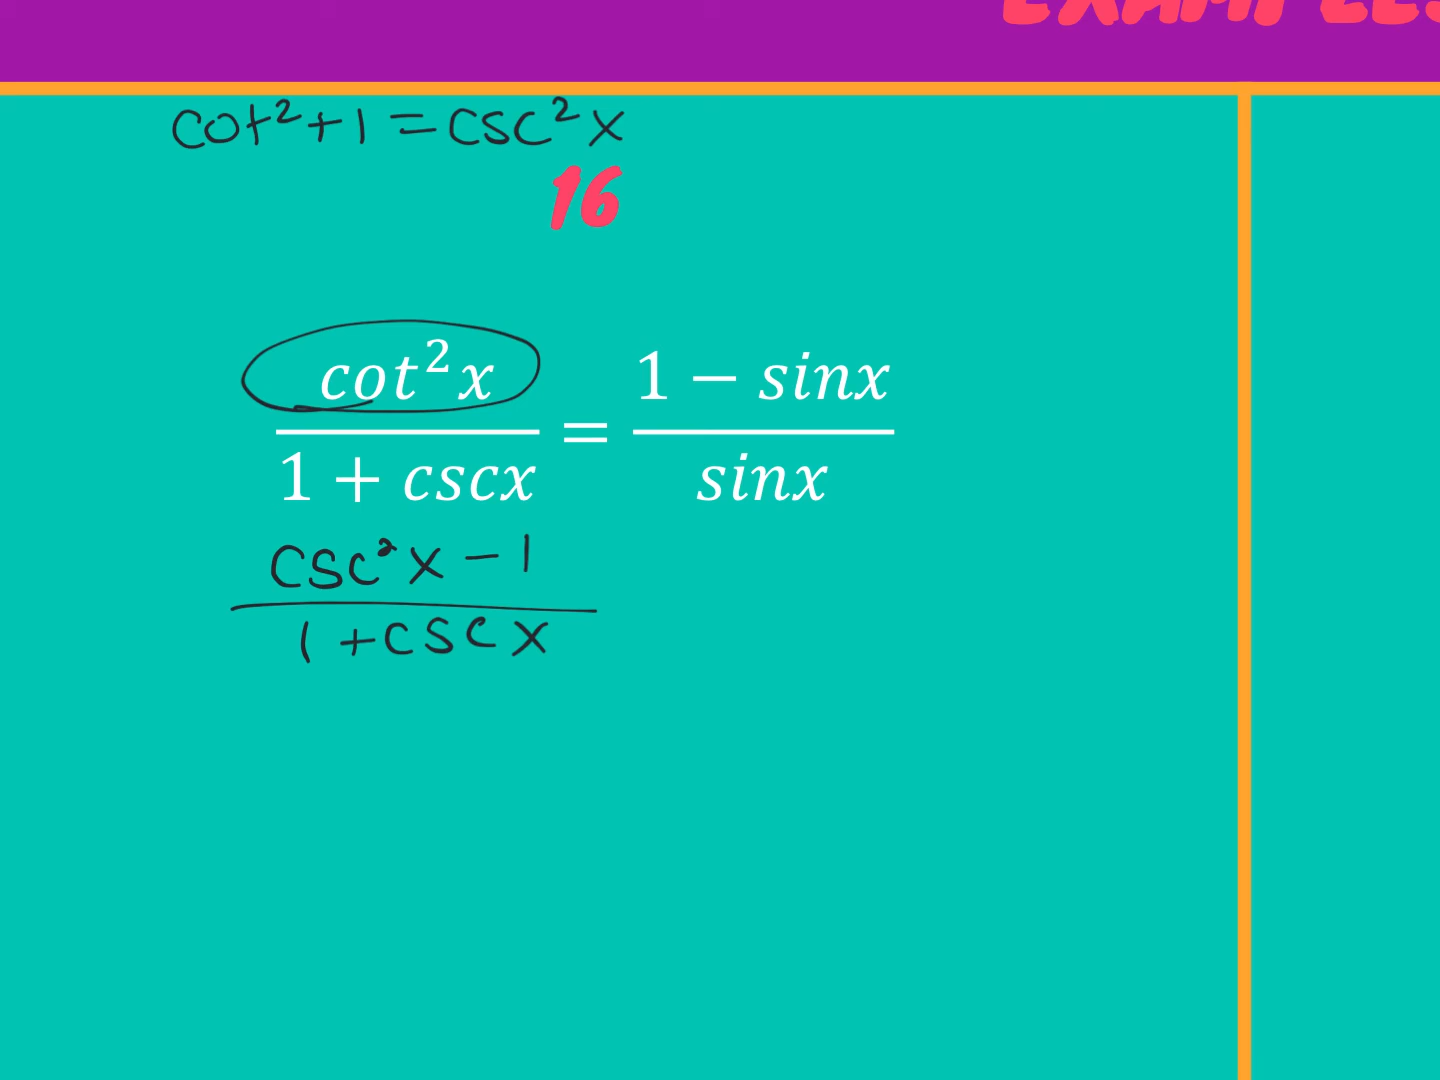 cot²+1=csc²x
16
cot²x / 1 + cscx = 1 − sinx / sinx
csc²x − 1
1+cscx